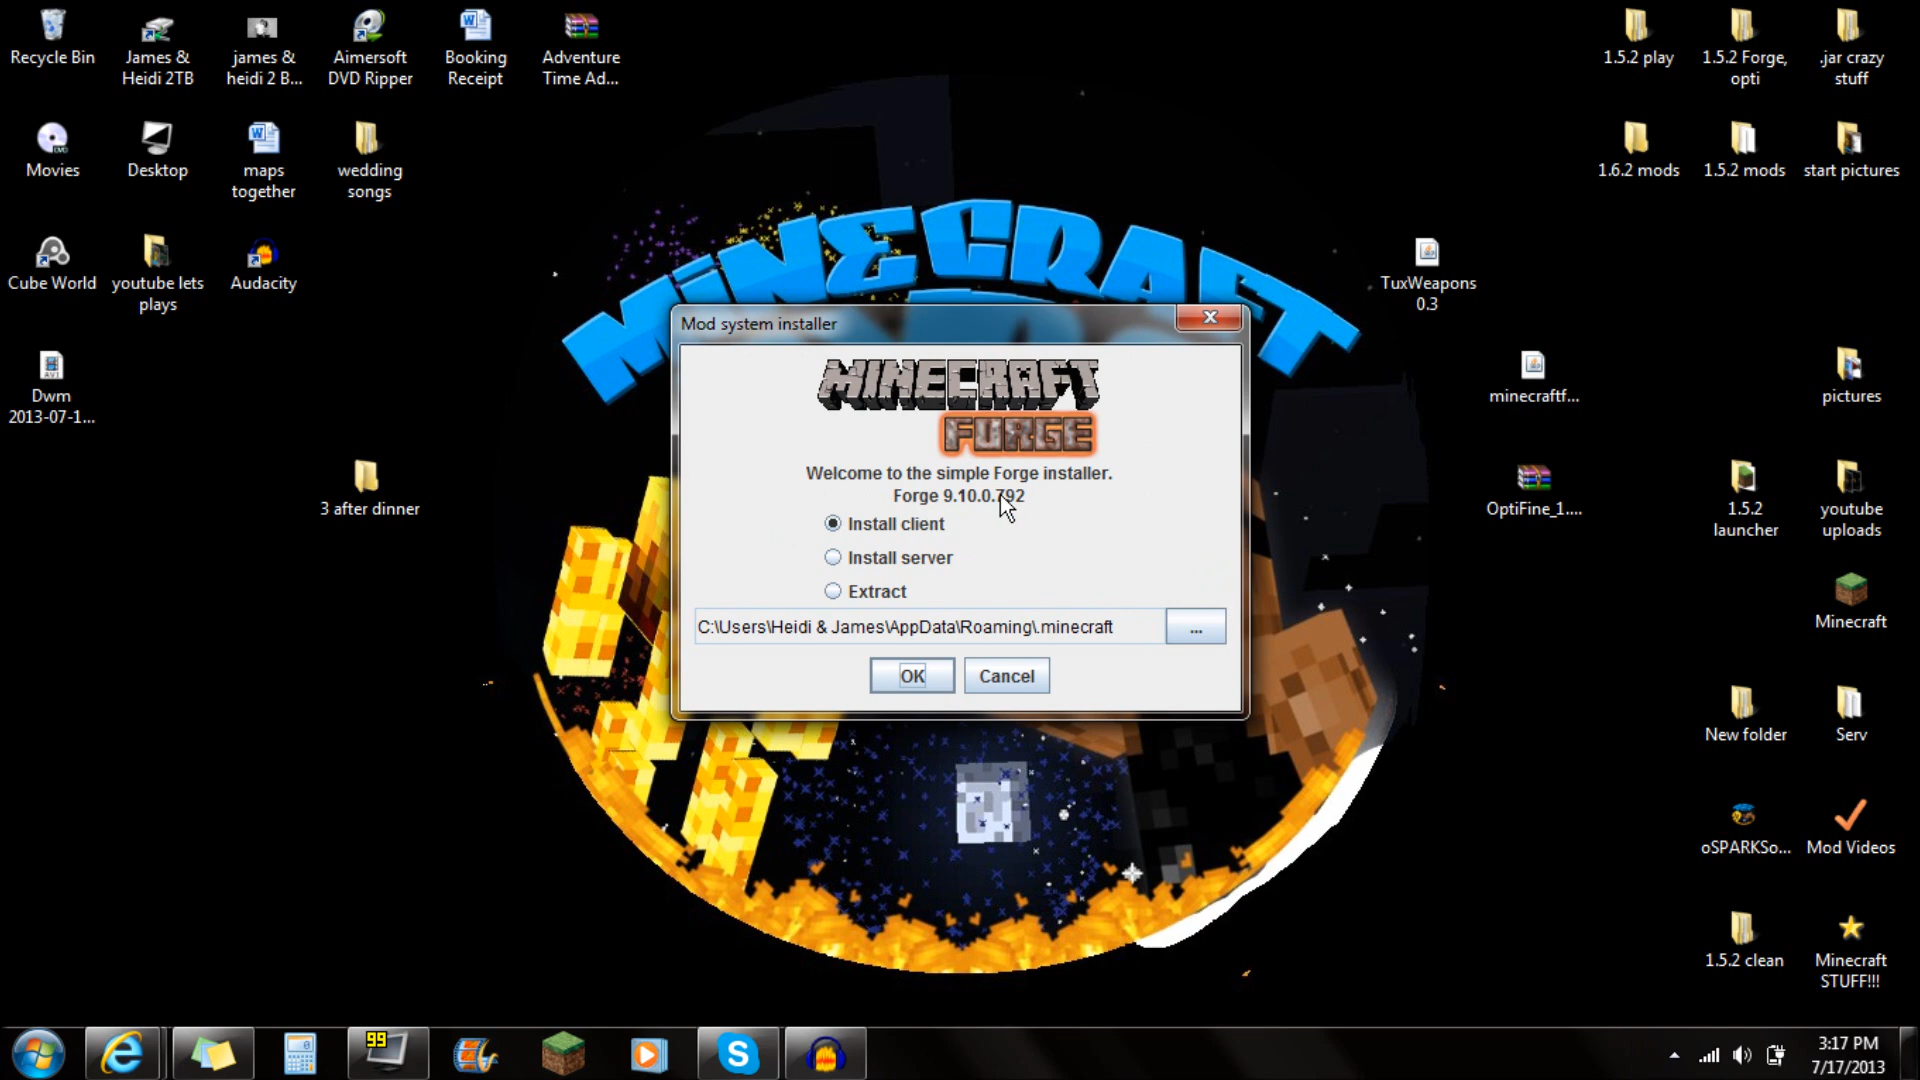 Recycle Bin
James &
Heidi 2TB
james &
heidi 2 B...
Aimersoft
DVD Ripper
Booking
Receipt
Adventure
Time Ad...
1.5.2 play
1.5.2 Forge,
opti
.jar crazy
stuff
Movies
Desktop
maps
together
wedding
songs
1.6.2 mods
1.5.2 mods
start pictures
Cube World
youtube lets
plays
Audacity
TuxWeapons
0.3
MINECRAFT
Dwm
2013-07-1...
minecraftf...
pictures
3 after dinner
OptiFine_1....
1.5.2
launcher
youtube
uploads
Minecraft
New folder
Serv
oSPARKSo...
Mod Videos
1.5.2 clean
Minecraft
STUFF!!!
Mod system installer
MINECRAFT
FORGE
Welcome to the simple Forge installer.
Forge 9.10.0.792
Install client
Install server
Extract
C:\Users\Heidi & James\AppData\Roaming\.minecraft
...
OK
Cancel
99
3:17 PM
7/17/2013